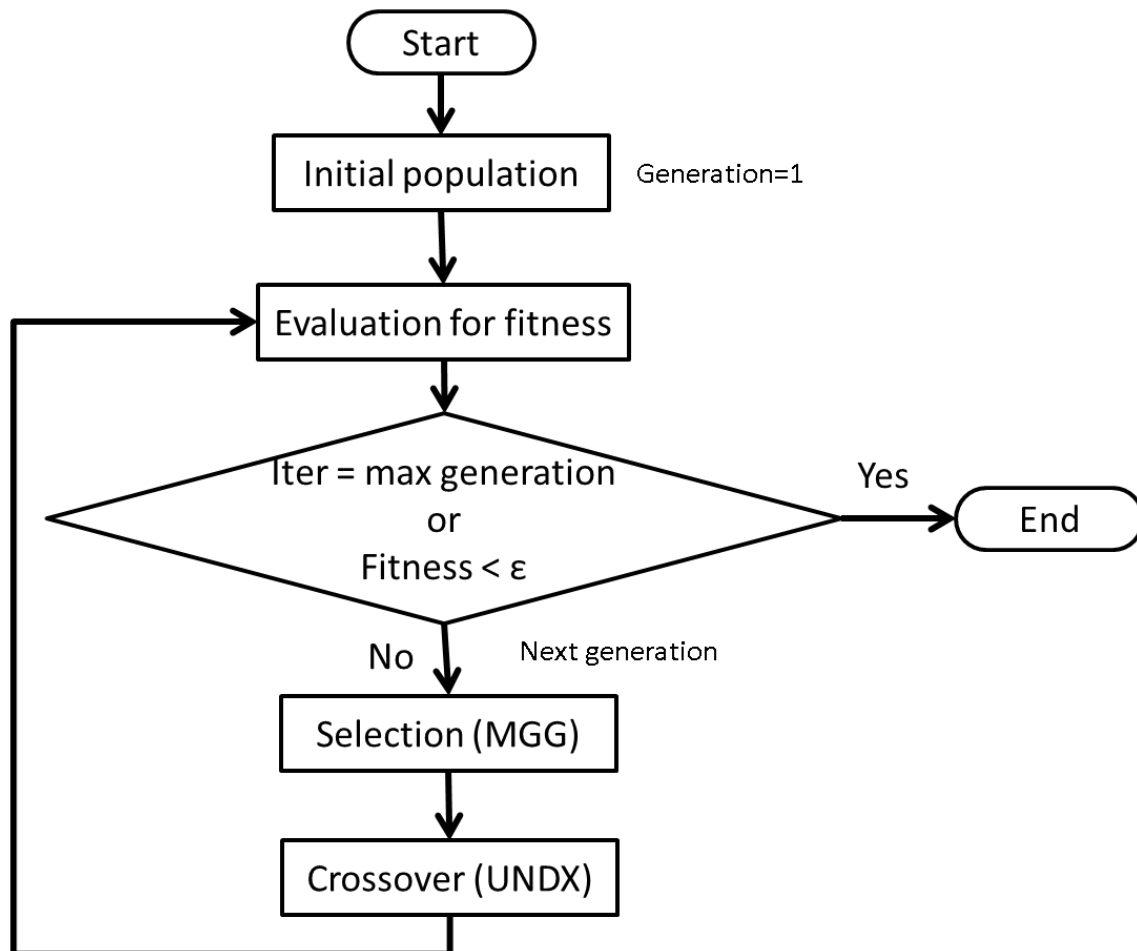 Start
Initial population
Generation=1
Evaluation for fitness
Iter = max generation
or
Fitness < ε
Yes
End
No
Next generation
Selection (MGG)
Crossover (UNDX)